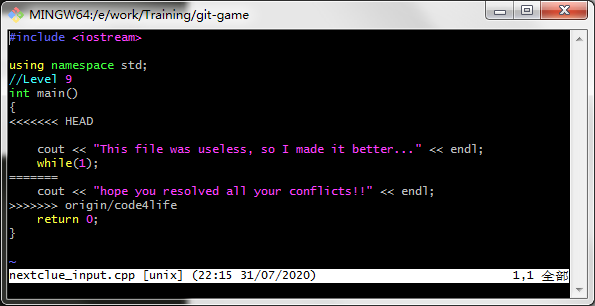 MINGW64:/e/work/Training/git-game
#include <iostream>
using namespace std;
//Level 9
int main()
{
<<<<<<< HEAD
cout << "This file was useless, so I made it better..." << endl;
while(1);
=======
cout << "hope you resolved all your conflicts!!" << endl;
>>>>>>> origin/code4life
return 0;
}
~
nextclue_input.cpp [unix] (22:15 31/07/2020) 1,1 全部